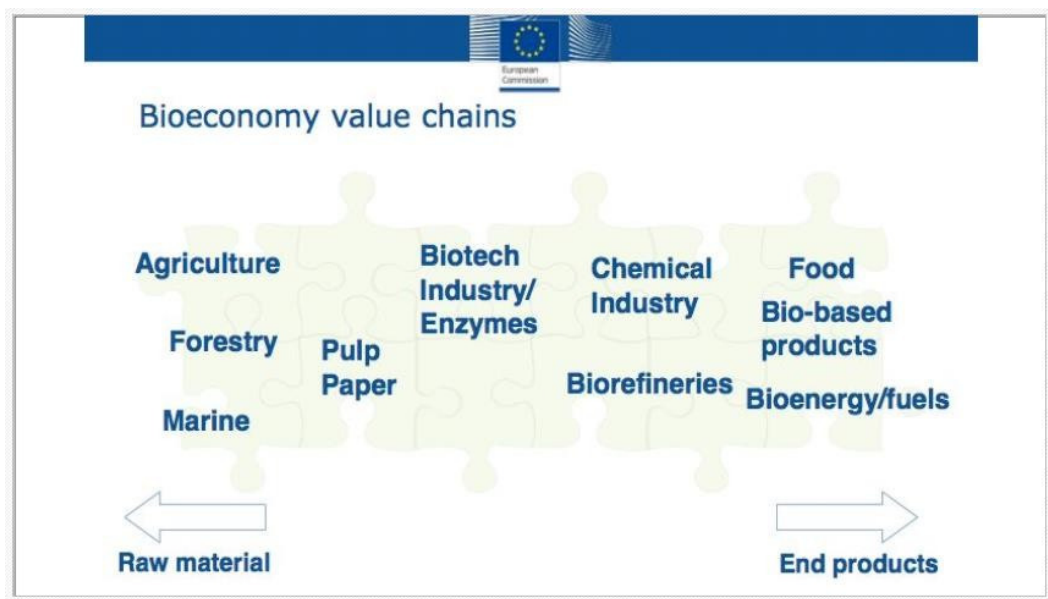 European
Commission
Bioeconomy value chains
Agriculture
Forestry
Marine
Pulp
Paper
Biotech
Industry/
Enzymes
Chemical
Industry
Biorefineries
Food
Bio-based
products
Bioenergy/fuels
Raw material
End products